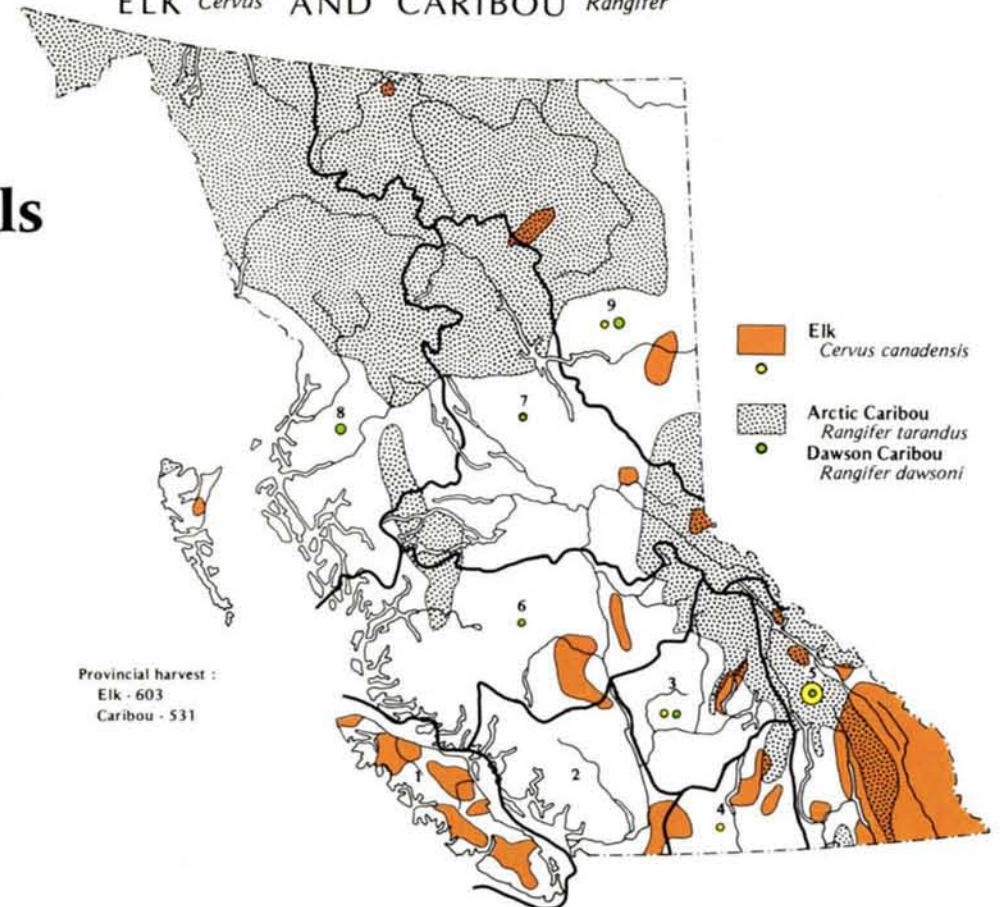 ELK Cervus AND CARIBOU Rangifer
ls
9
Elk
Cervus canadensis
Arctic Caribou
Rangifer tarandus
Dawson Caribou
Rangifer dawsoni
7
8
6
Provincial harvest :
Elk - 603
Caribou - 531
3
5
1
2
4